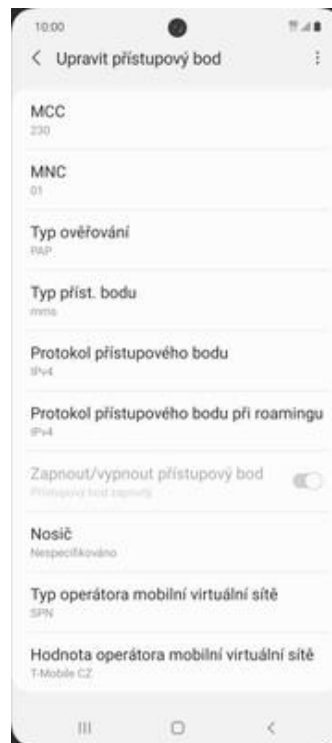 10:00
Upravit přístupový bod
MCC
230
MNC
01
Typ ověřování
PAP
Typ příst. bodu
mms
Protokol přístupového bodu
IPv4
Protokol přístupového bodu při roamingu
IPv4
Zapnout/vypnout přístupový bod
Přístupový bod zapnutý
Nosič
Nespecifikováno
Typ operátora mobilní virtuální sítě
SPN
Hodnota operátora mobilní virtuální sítě
T-Mobile CZ